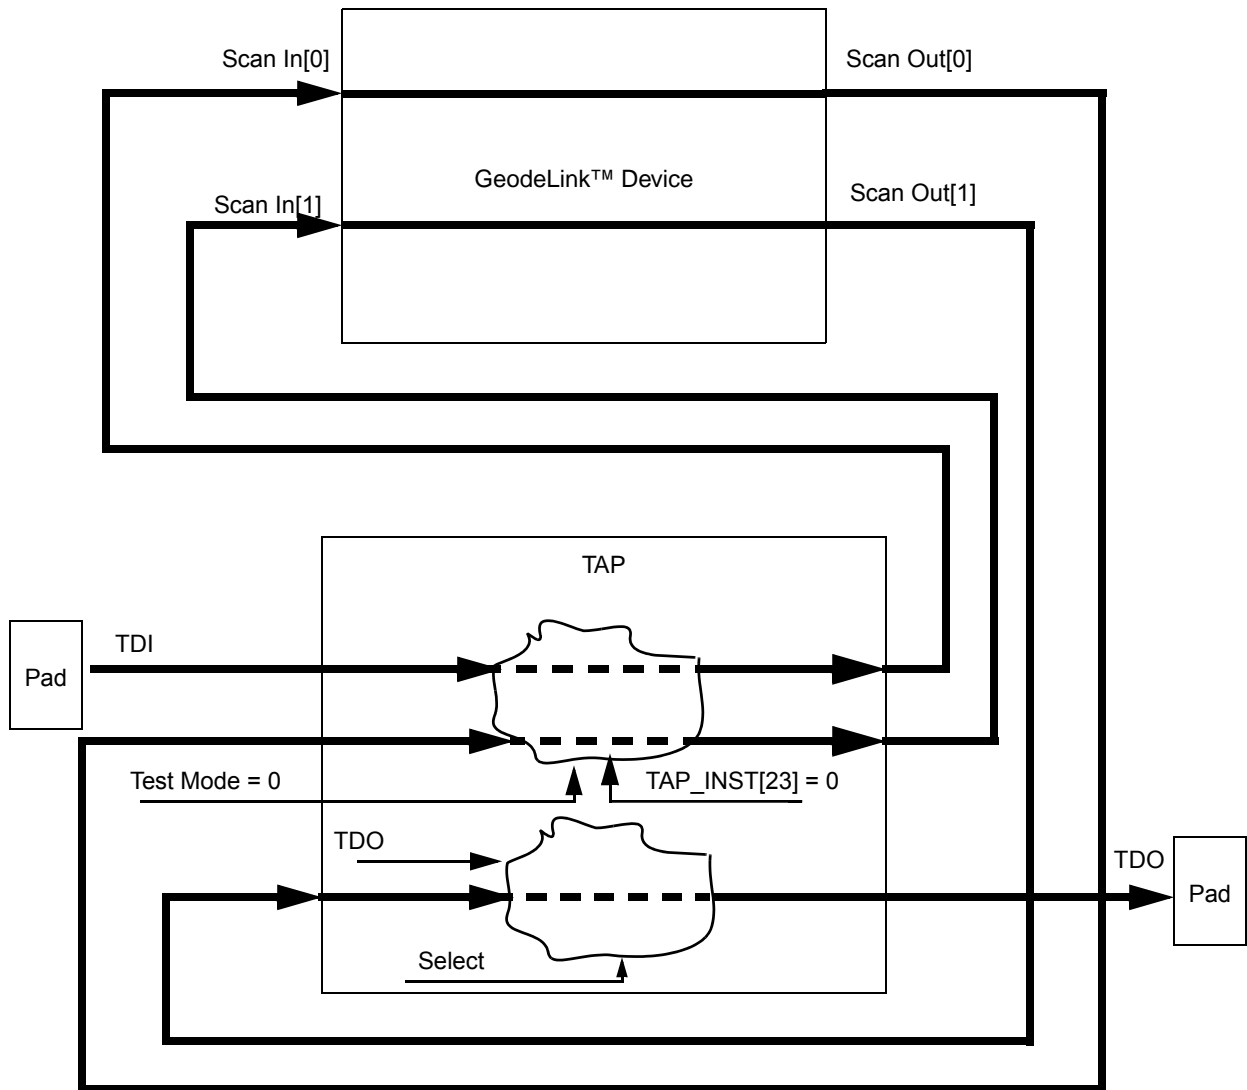 Scan In[0]
Scan Out[0]
GeodeLink™ Device
Scan In[1]
Scan Out[1]
TAP
TDI
Pad
Test Mode = 0
TAP_INST[23] = 0
TDO
TDO
Pad
Select